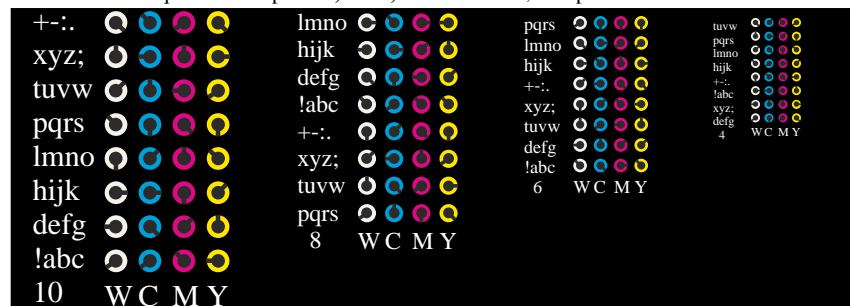 +-:.
xyz;
tuvw
pqrs
lmno
hijk
defg
!abc
10 W C M Y
lmno
hijk
defg
!abc
+-:.
xyz;
tuvw
pqrs
8 W C M Y
pqrs
lmno
hijk
+-:.
xyz;
tuvw
defg
!abc
6 W C M Y
tuvw
pqrs
lmno
hijk
+-:.
!abc
xyz;
defg
4 W C M Y